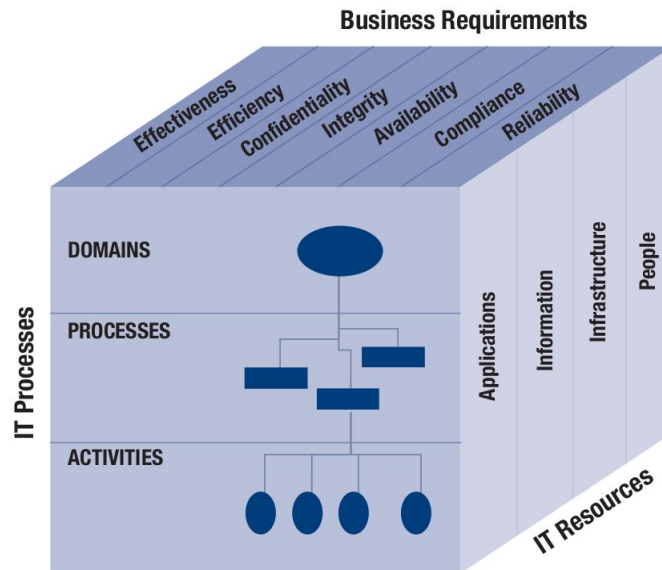 Business Requirements
Effectiveness
Efficiency
Confidentiality
Integrity
Availability
Compliance
Reliability
IT Processes
DOMAINS
PROCESSES
ACTIVITIES
Applications
Information
Infrastructure
People
IT Resources